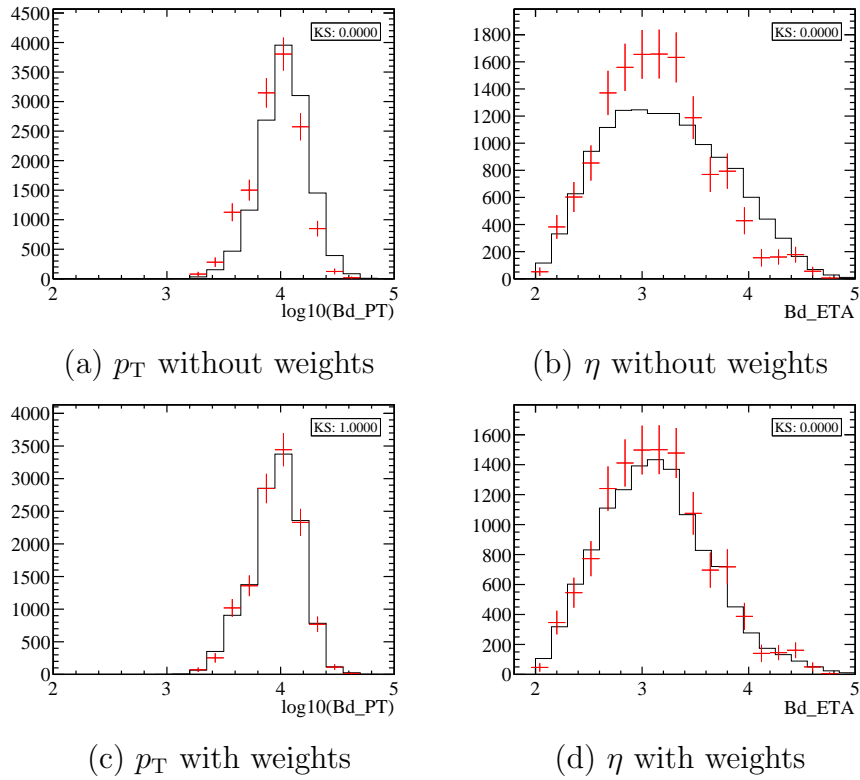 KS: 0.0000
4500
4000
3500
3000
2500
2000
1500
1000
500
0
2 3 4 5
log10(Bd_PT)
(a) pT without weights
KS: 0.0000
1800
1600
1400
1200
1000
800
600
400
200
0
2 3 4 5
Bd_ETA
(b) η without weights
KS: 1.0000
4000
3500
3000
2500
2000
1500
1000
500
0
2 3 4 5
log10(Bd_PT)
(c) pT with weights
KS: 0.0000
1600
1400
1200
1000
800
600
400
200
0
2 3 4 5
Bd_ETA
(d) η with weights